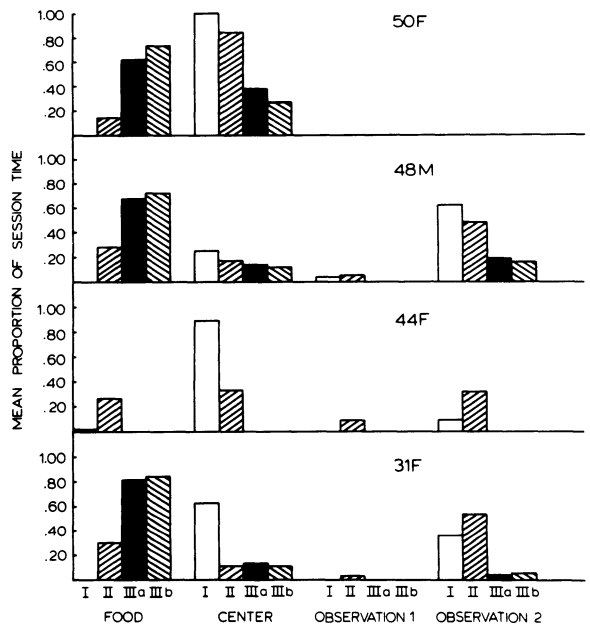 MEAN PROPORTION OF SESSION TIME
50F
1.00
.80
.60
.40
.20
48M
1.00
.80
.60
.40
.20
44F
1.00
.80
.60
.40
.20
31F
1.00
.80
.60
.40
.20
I II IIIa IIIb I II IIIa IIIb I II IIIa IIIb I II IIIa IIIb
FOOD CENTER OBSERVATION 1 OBSERVATION 2